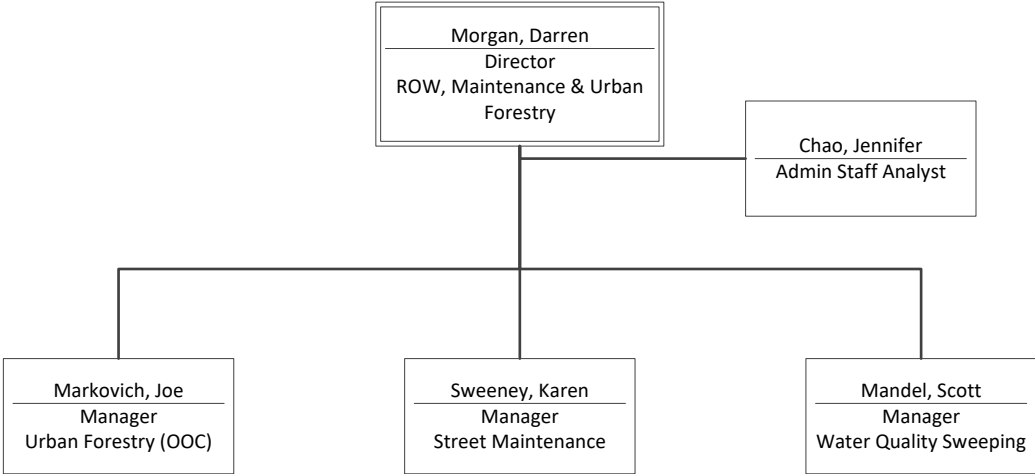 Morgan, Darren
Director
ROW, Maintenance & Urban
Forestry
Chao, Jennifer
Admin Staff Analyst
Markovich, Joe
Manager
Urban Forestry (OOC)
Sweeney, Karen
Manager
Street Maintenance
Mandel, Scott
Manager
Water Quality Sweeping